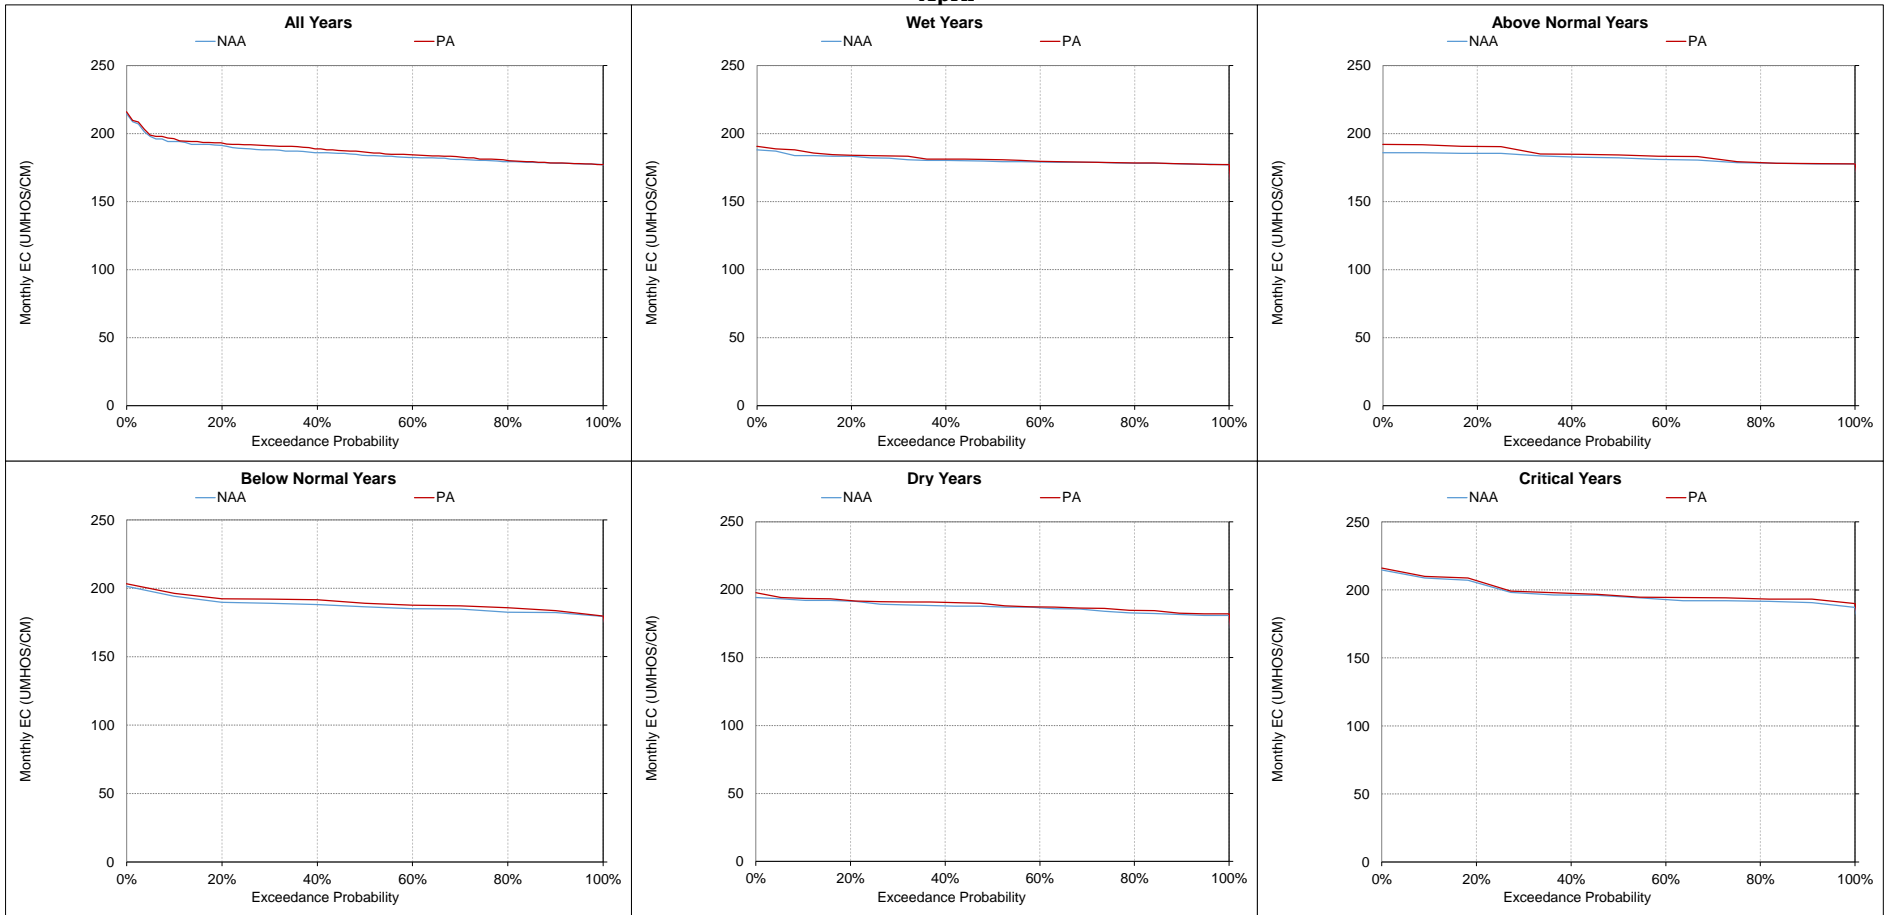 All Years
NAA PA
250
200
150
100
50
0
0% 20% 40% 60% 80% 100%
Exceedance Probability
Monthly EC (UMHOS/CM)
Wet Years
NAA PA
250
200
150
100
50
0
0% 20% 40% 60% 80% 100%
Exceedance Probability
Monthly EC (UMHOS/CM)
Above Normal Years
NAA PA
250
200
150
100
50
0
0% 20% 40% 60% 80% 100%
Exceedance Probability
Monthly EC (UMHOS/CM)
Below Normal Years
NAA PA
250
200
150
100
50
0
0% 20% 40% 60% 80% 100%
Exceedance Probability
Monthly EC (UMHOS/CM)
Dry Years
NAA PA
250
200
150
100
50
0
0% 20% 40% 60% 80% 100%
Exceedance Probability
Monthly EC (UMHOS/CM)
Critical Years
NAA PA
250
200
150
100
50
0
0% 20% 40% 60% 80% 100%
Exceedance Probability
Monthly EC (UMHOS/CM)